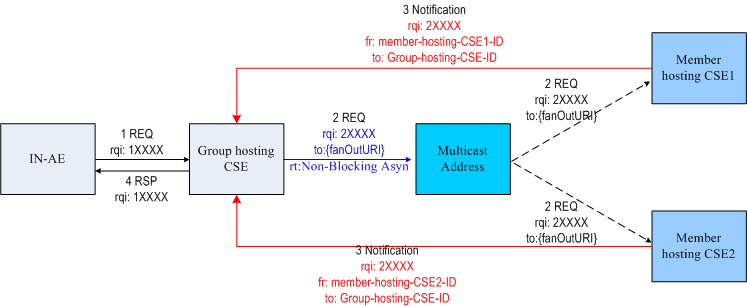 3 Notification
rqi: 2XXXX
fr: member-hosting-CSE1-ID
to: Group-hosting-CSE-ID
Member
hosting CSE1
2 REQ
rqi: 2XXXX
to:{fanOutURI}
1 REQ
rqi: 1XXXX
2 REQ
rqi: 2XXXX
to:{fanOutURI}
rt:Non-Blocking Asyn
IN-AE
Group hosting
CSE
Multicast
Address
4 RSP
rqi: 1XXXX
2 REQ
rqi: 2XXXX
to:{fanOutURI}
Member
hosting CSE2
3 Notification
rqi: 2XXXX
fr: member-hosting-CSE2-ID
to: Group-hosting-CSE-ID